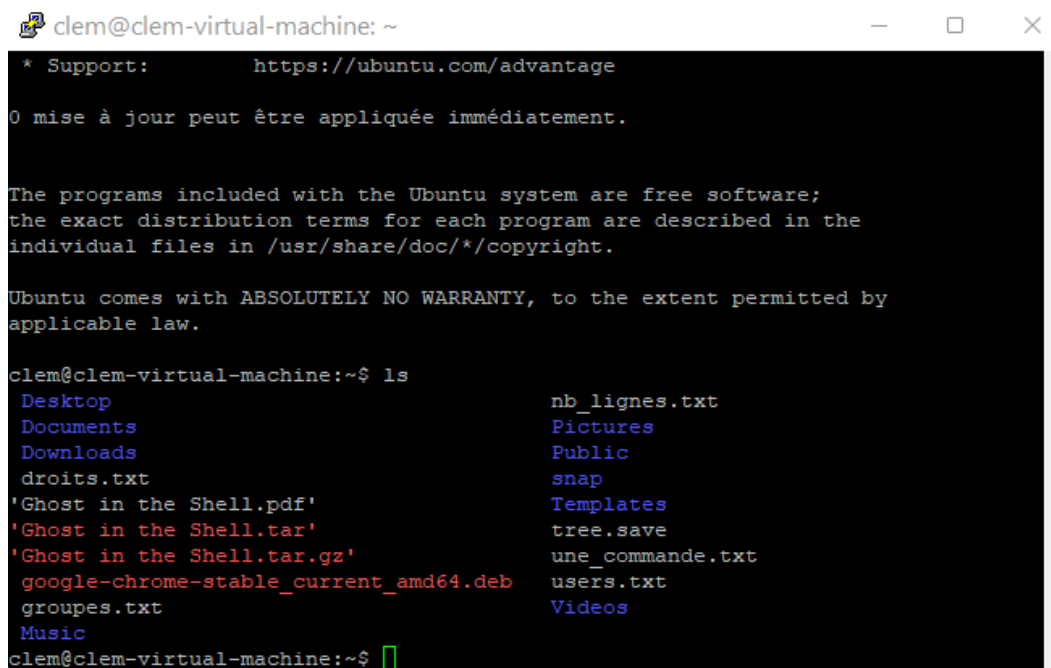 clem@clem-virtual-machine: ~
* Support:        https://ubuntu.com/advantage
0 mise à jour peut être appliquée immédiatement.
The programs included with the Ubuntu system are free software;
the exact distribution terms for each program are described in the
individual files in /usr/share/doc/*/copyright.
Ubuntu comes with ABSOLUTELY NO WARRANTY, to the extent permitted by
applicable law.
clem@clem-virtual-machine:~$ ls
Desktop                                   nb_lignes.txt
Documents                                 Pictures
Downloads                                 Public
droits.txt                                snap
'Ghost in the Shell.pdf'                  Templates
'Ghost in the Shell.tar'                  tree.save
'Ghost in the Shell.tar.gz'               une_commande.txt
google-chrome-stable_current_amd64.deb    users.txt
groupes.txt                               Videos
Music
clem@clem-virtual-machine:~$